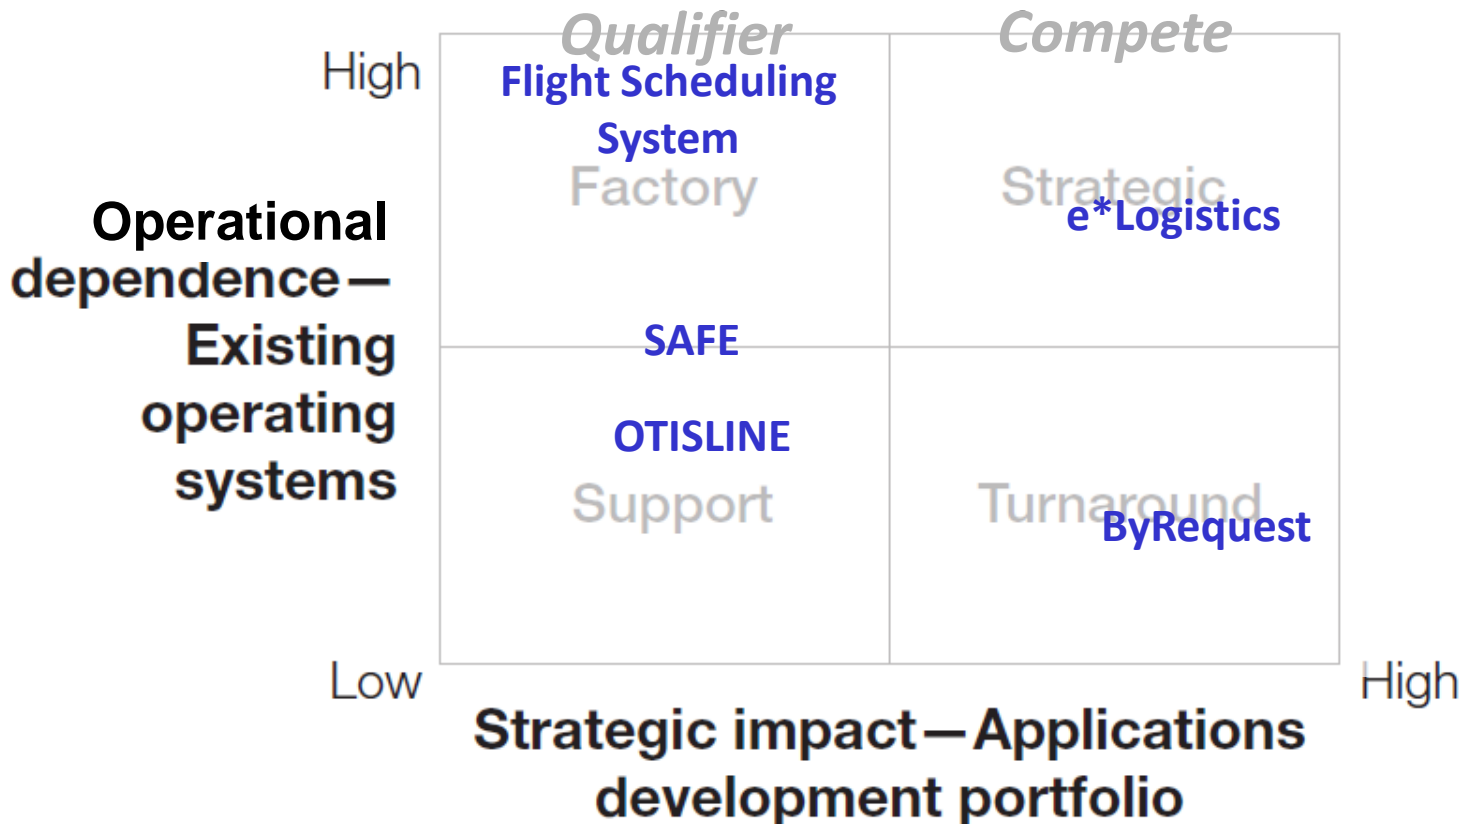 Qualifier
Compete
High
Flight Scheduling
System
Factory
Strategic
e*Logistics
Operational
dependence—
Existing
operating
systems
SAFE
OTISLINE
Support
Turnaround
ByRequest
Low
High
Strategic impact—Applications
development portfolio